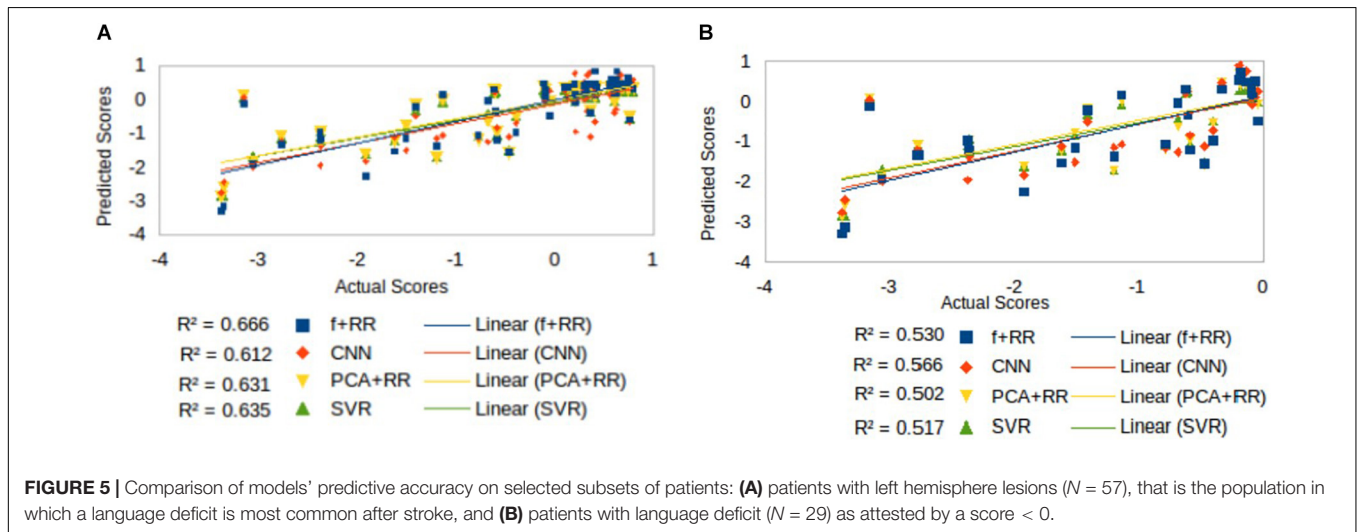 A
1
0
-1
-2
-3
-4
Predicted Scores
-4 -3 -2 -1 0 1
Actual Scores
R² = 0.666 f+RR Linear (f+RR)
R² = 0.612 CNN Linear (CNN)
R² = 0.631 PCA+RR Linear (PCA+RR)
R² = 0.635 SVR Linear (SVR)
B
1
0
-1
-2
-3
-4
Predicted Scores
-4 -3 -2 -1 0
Actual Scores
R² = 0.530 f+RR Linear (f+RR)
R² = 0.566 CNN Linear (CNN)
R² = 0.502 PCA+RR Linear (PCA+RR)
R² = 0.517 SVR Linear (SVR)
FIGURE 5 | Comparison of models' predictive accuracy on selected subsets of patients: (A) patients with left hemisphere lesions (N = 57), that is the population in
which a language deficit is most common after stroke, and (B) patients with language deficit (N = 29) as attested by a score < 0.